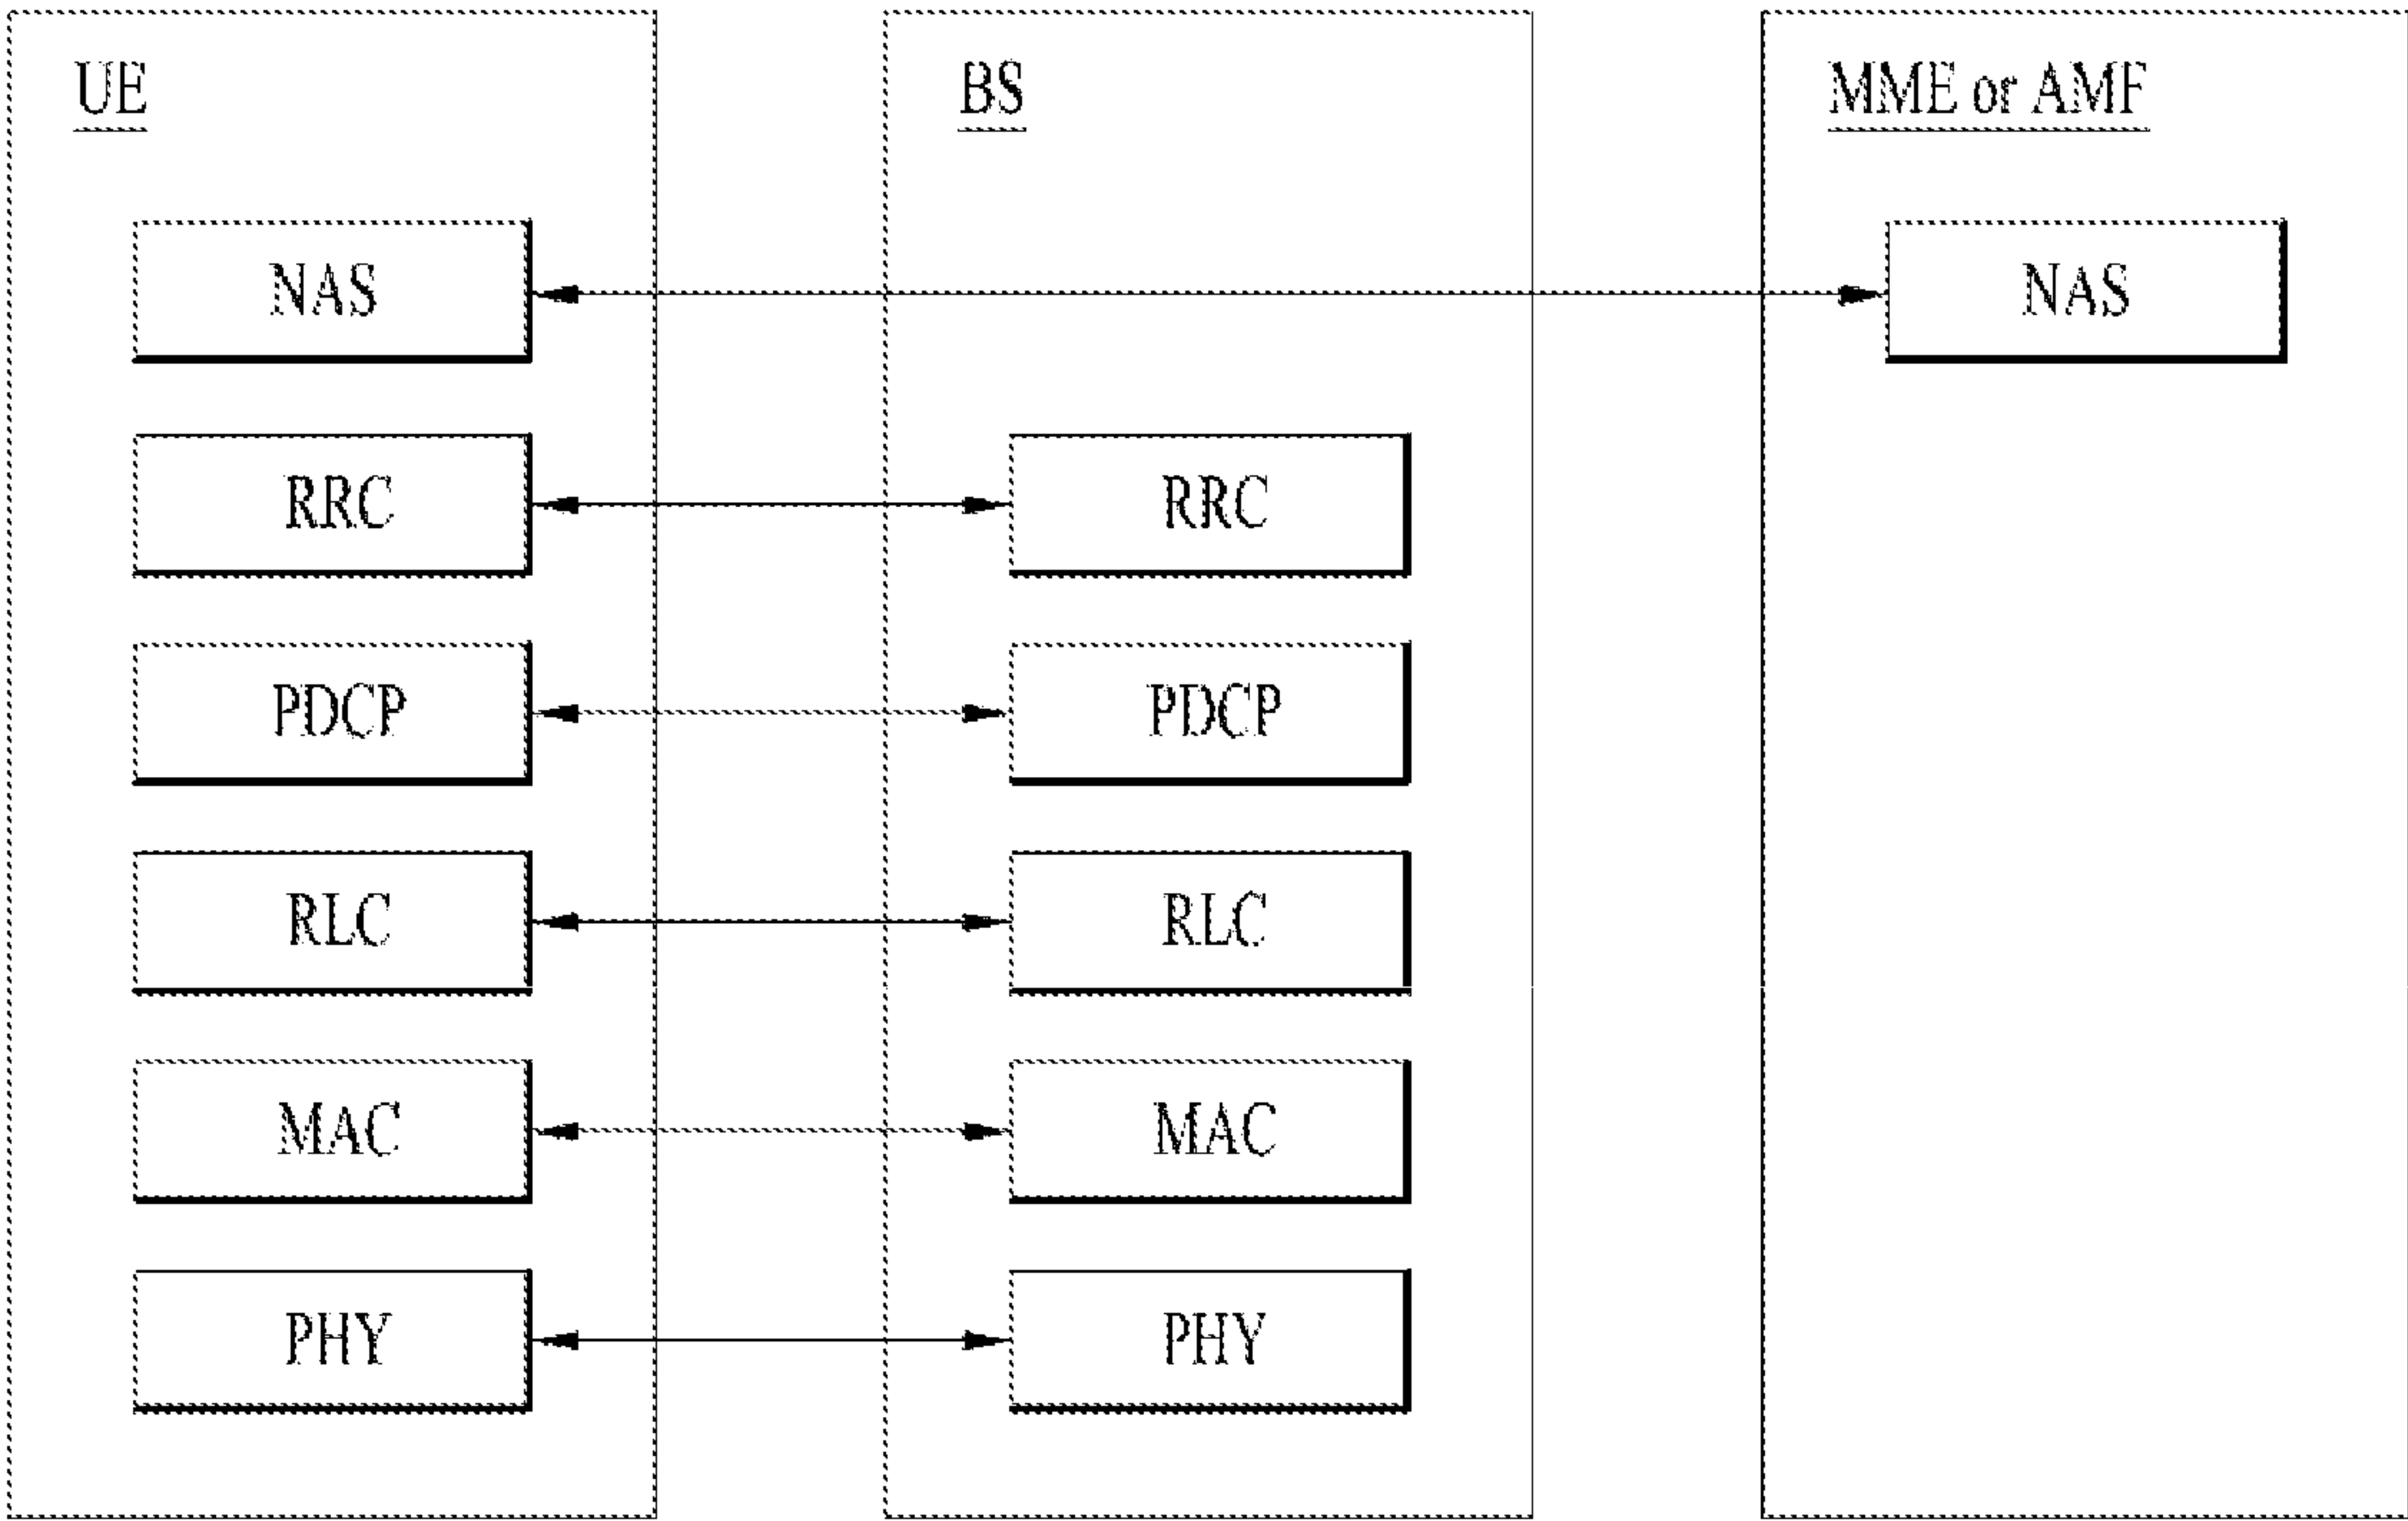 UE
BS
MME or AMF
NAS
NAS
RRC
RRC
PDCP
PDCP
RLC
RLC
MAC
MAC
PHY
PHY